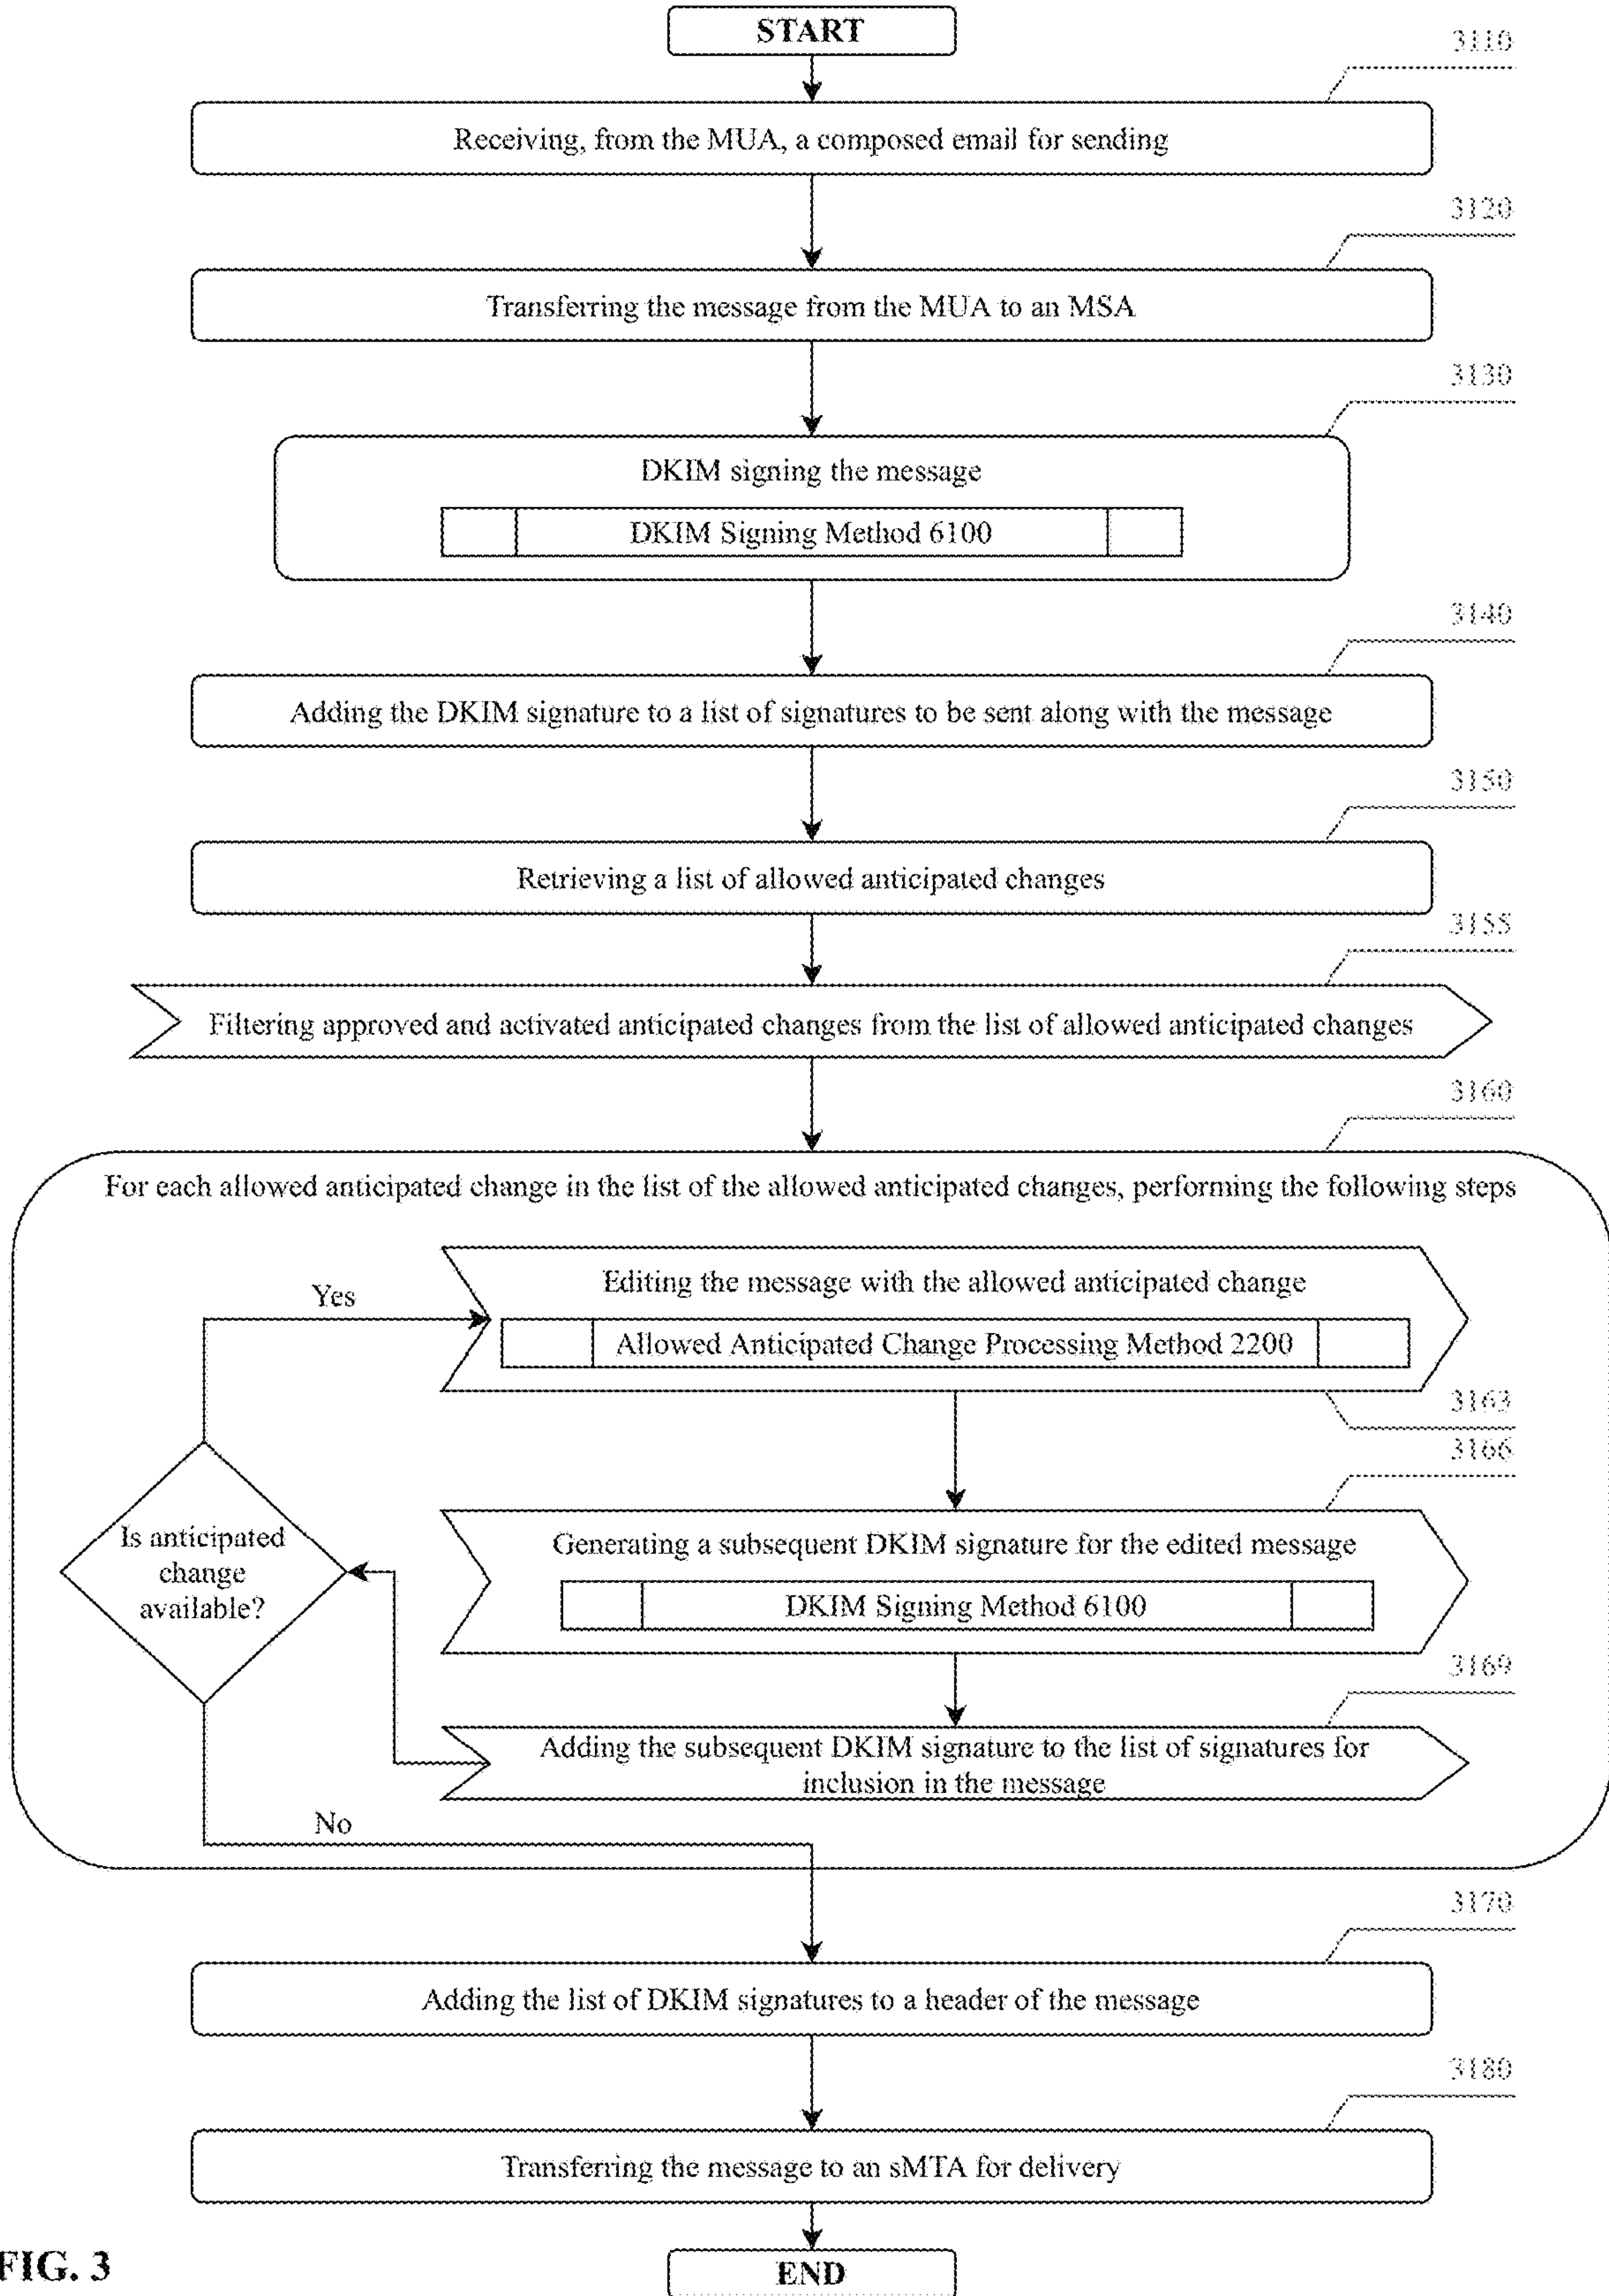 START
3110
Receiving, from the MUA, a composed email for sending
3120
Transferring the message from the MUA to an MSA
3130
DKIM signing the message
DKIM Signing Method 6100
3140
Adding the DKIM signature to a list of signatures to be sent along with the message
3150
Retrieving a list of allowed anticipated changes
3155
Filtering approved and activated anticipated changes from the list of allowed anticipated changes
3160
For each allowed anticipated change in the list of the allowed anticipated changes, performing the following steps
Yes
Editing the message with the allowed anticipated change
Allowed Anticipated Change Processing Method 2200
3163
3166
Is anticipated
change
available?
Generating a subsequent DKIM signature for the edited message
DKIM Signing Method 6100
3169
Adding the subsequent DKIM signature to the list of signatures for
inclusion in the message
No
3170
Adding the list of DKIM signatures to a header of the message
3180
Transferring the message to an sMTA for delivery
FIG. 3
END